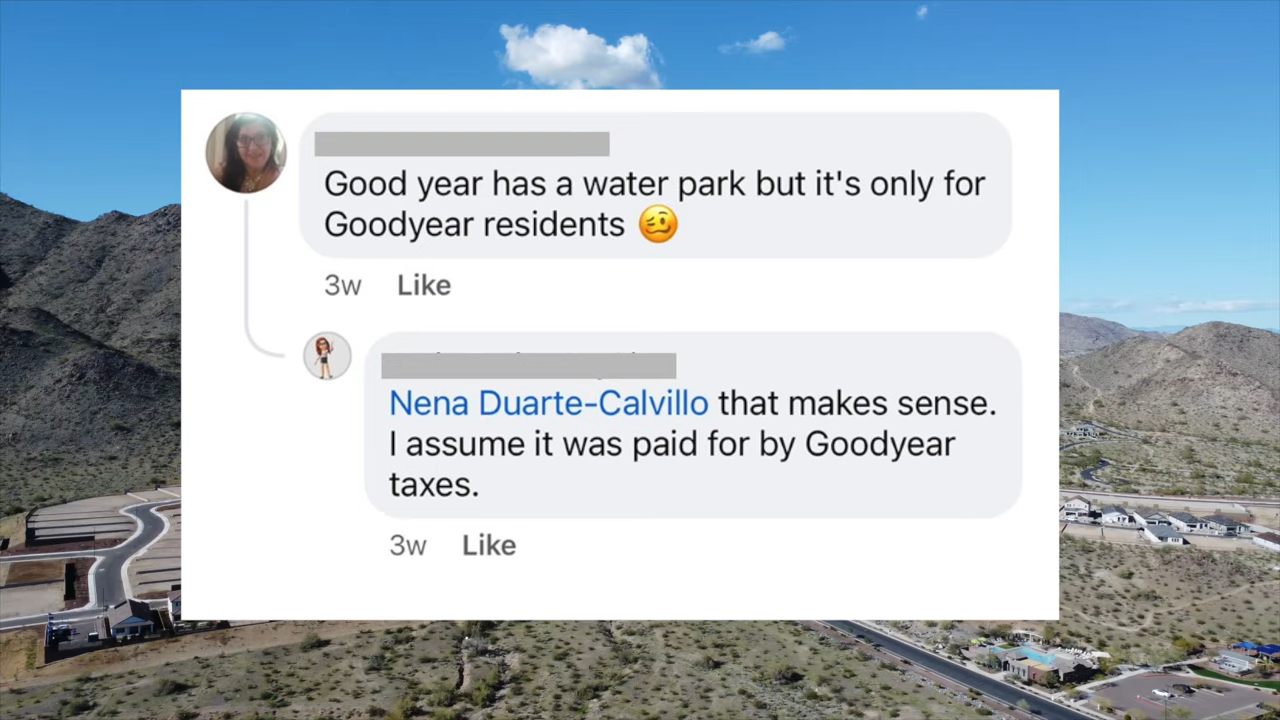 Good year has a water park but it's only for
Goodyear residents 🥴
3w Like
Nena Duarte-Calvillo that makes sense.
I assume it was paid for by Goodyear
taxes.
3w Like